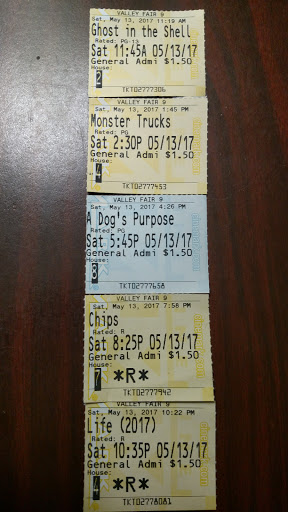 VALLEY FAIR 9
Sat, May 13, 2017 11:19 AM
Ghost in the Shell
Rated: PG-13
Sat 11:45A 05/13/17
General Admi $1.50
House:
2
TKT02777306
VALLEY FAIR 9
Sat, May 13, 2017 1:45 PM
Monster Trucks
Rated: PG
Sat 2:30P 05/13/17
General Admi $1.50
House:
4
TKT02777453
VALLEY FAIR 9
Sat, May 13, 2017 4:26 PM
A Dog's Purpose
Rated: PG
Sat 5:45P 05/13/17
General Admi $1.50
House:
8
TKT02777658
VALLEY FAIR 9
Sat, May 13, 2017 7:58 PM
Chips
Rated: R
Sat 8:25P 05/13/17
General Admi $1.50
House:
7 *R*
TKT02777942
VALLEY FAIR 9
Sat, May 13, 2017 10:22 PM
Life (2017)
Rated: R
Sat 10:35P 05/13/17
General Admi $1.50
House:
4 *R*
TKT02778081